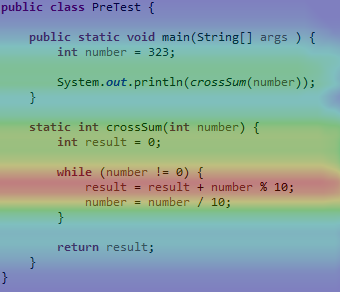 public class PreTest {
public static void main(String[] args ) {
int number = 323;
System.out.println(crossSum(number));
}
static int crossSum(int number) {
int result = 0;
while (number != 0) {
result = result + number % 10;
number = number / 10;
}
return result;
}
}